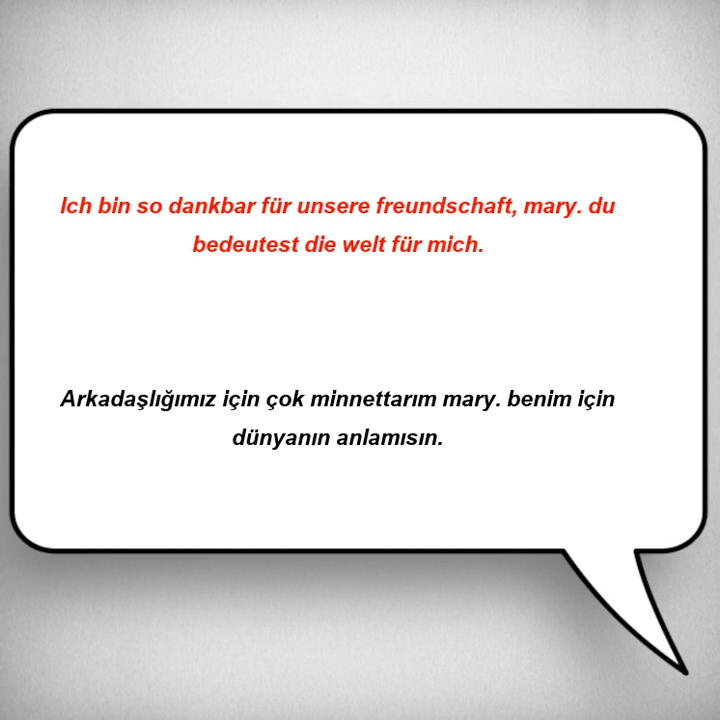 Ich bin so dankbar für unsere freundschaft, mary. du
bedeutest die welt für mich.
Arkadaşlığımız için çok minnettarım mary. benim için
dünyanın anlamısın.